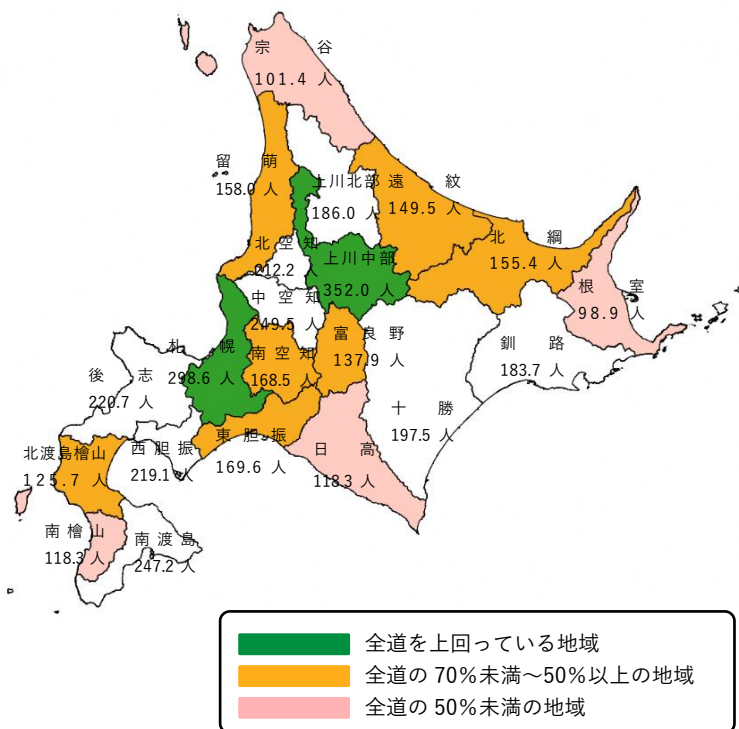 宗谷
101.4 人
留萌
158.0 人
上川北部
186.0 人
遠紋
149.5 人
北網
155.4 人
北空知
212.2 人
上川中部
352.0 人
根室
98.9 人
中空知
249.5 人
富良野
137.9 人
釧路
183.7 人
札幌
298.6 人
南空知
168.5 人
後志
220.7 人
十勝
197.5 人
東胆振
169.6 人
日高
118.3 人
西胆振
219.1 人
北渡島檜山
125.7 人
南檜山
118.3 人
南渡島
247.2 人
全道を上回っている地域
全道の 70%未満～50%以上の地域
全道の 50%未満の地域